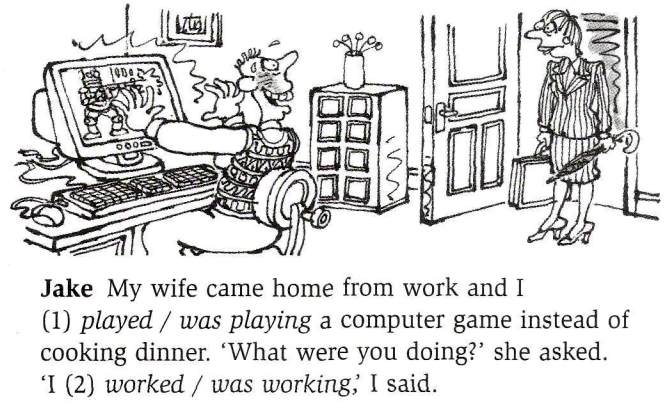 Jake My wife came home from work and I
(1) played / was playing a computer game instead of
cooking dinner. ‘What were you doing?’ she asked.
‘I (2) worked / was working,’ I said.